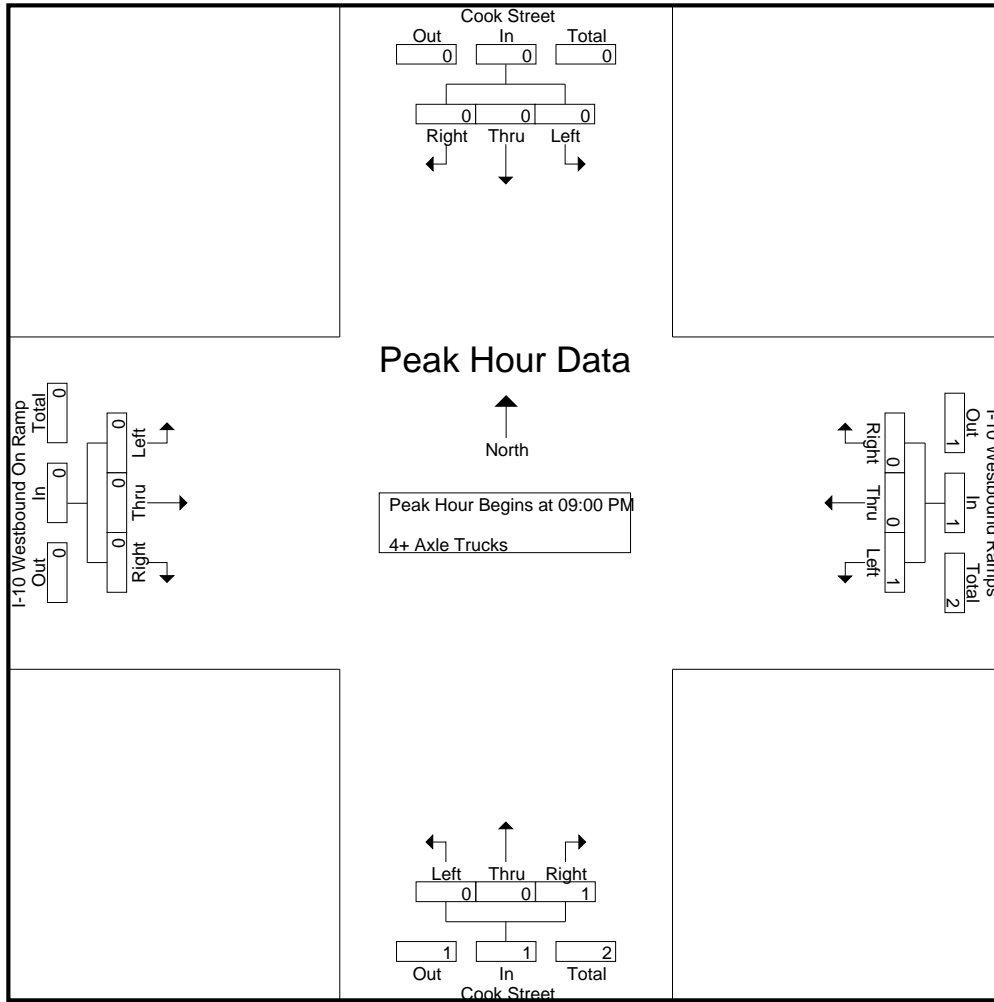 Cook Street
Out In Total
0 0 0
0 0 0
Right Thru Left
Peak Hour Data
North
Peak Hour Begins at 09:00 PM
4+ Axle Trucks
I-10 Westbound On Ramp
Out In Total
0 0 0
0 0 0
Right Thru Left
I-10 Westbound Ramps
Out In Total
1 1 2
0 0 1
Right Thru Left
Left Thru Right
0 0 1
1 1 2
Out In Total
Cook Street